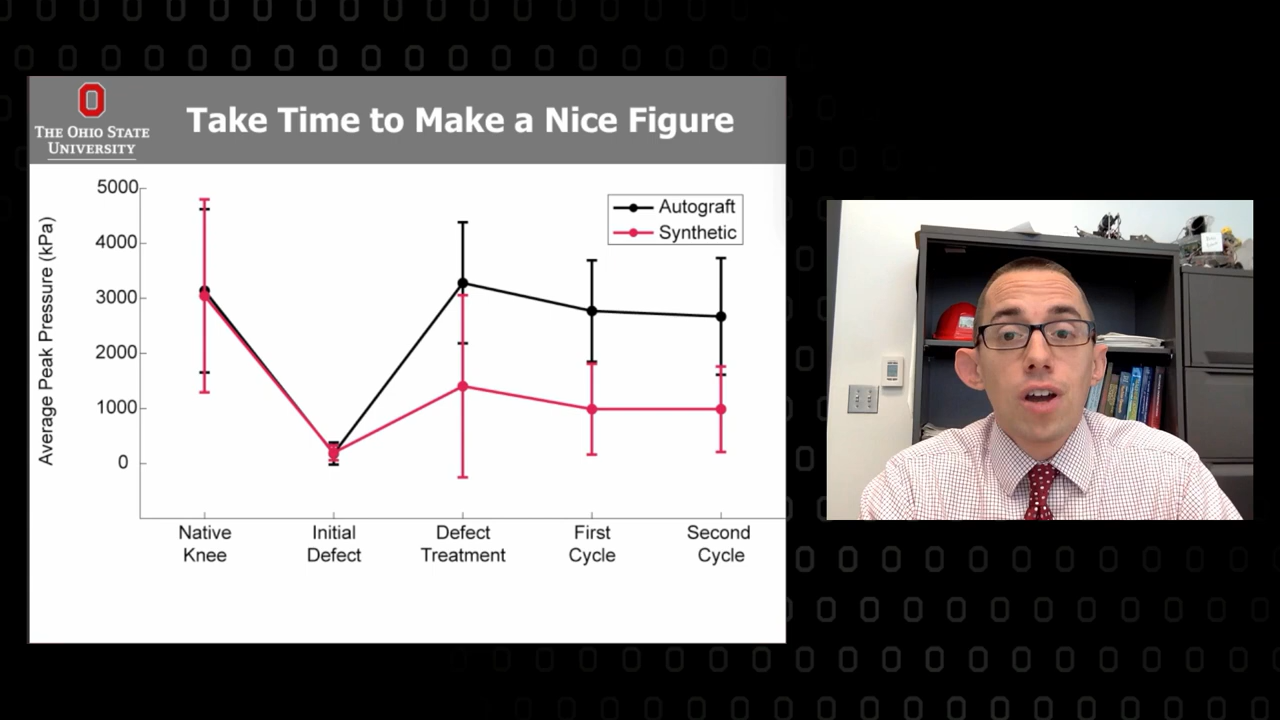 THE OHIO STATE
UNIVERSITY
Take Time to Make a Nice Figure
5000
4000
3000
2000
1000
0
Average Peak Pressure (kPa)
Autograft
Synthetic
Native
Knee
Initial
Defect
Defect
Treatment
First
Cycle
Second
Cycle